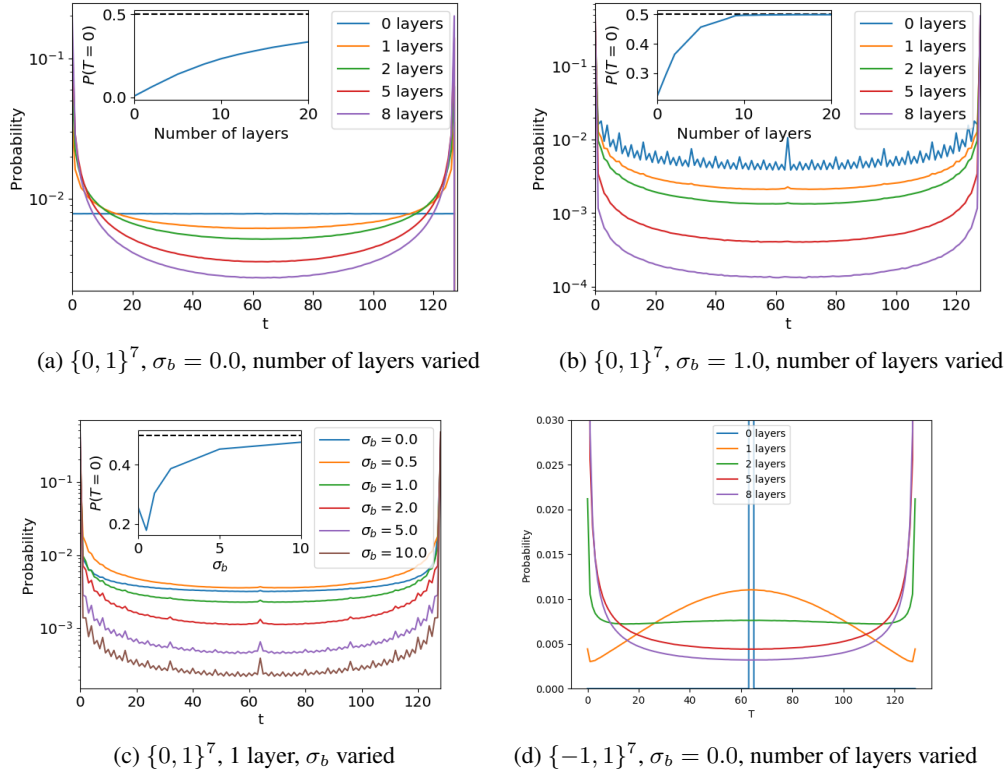 0.5
0.0
P(T = 0)
0 10 20
Number of layers
0 layers
1 layers
2 layers
5 layers
8 layers
10⁻¹
10⁻²
Probability
0 20 40 60 80 100 120
t
(a) {0, 1}⁷, σ_b = 0.0, number of layers varied
0.5
0.4
0.3
P(T = 0)
0 10 20
Number of layers
0 layers
1 layers
2 layers
5 layers
8 layers
10⁻¹
10⁻²
10⁻³
10⁻⁴
Probability
0 20 40 60 80 100 120
t
(b) {0, 1}⁷, σ_b = 1.0, number of layers varied
0.4
0.2
P(T = 0)
0 5 10
σ_b
σ_b = 0.0
σ_b = 0.5
σ_b = 1.0
σ_b = 2.0
σ_b = 5.0
σ_b = 10.0
10⁻¹
10⁻²
10⁻³
Probability
0 20 40 60 80 100 120
t
(c) {0, 1}⁷, 1 layer, σ_b varied
0 layers
1 layers
2 layers
5 layers
8 layers
0.030
0.025
0.020
0.015
0.010
0.005
0.000
Probability
0 20 40 60 80 100 120
T
(d) {−1, 1}⁷, σ_b = 0.0, number of layers varied